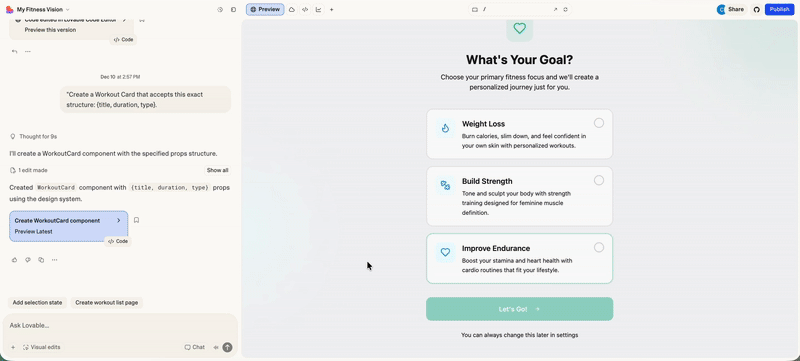 My Fitness Vision
Preview
/
Share
Publish
Code edited in Lovable Code Editor
Preview this version
Code
Dec 10 at 2:57 PM
"Create a Workout Card that accepts this exact
structure: {title, duration, type}.
Thought for 9s
I'll create a WorkoutCard component with the specified props structure.
1 edit made
Show all
Created WorkoutCard component with {title, duration, type} props
using the design system.
Create WorkoutCard component
Preview Latest
Code
Add selection state
Create workout list page
Ask Lovable...
Visual edits
Chat
What's Your Goal?
Choose your primary fitness focus and we'll create a
personalized journey just for you.
Weight Loss
Burn calories, slim down, and feel confident in
your own skin with personalized workouts.
Build Strength
Tone and sculpt your body with strength
training designed for feminine muscle
definition.
Improve Endurance
Boost your stamina and heart health with
cardio routines that fit your lifestyle.
Let's Go!
You can always change this later in settings